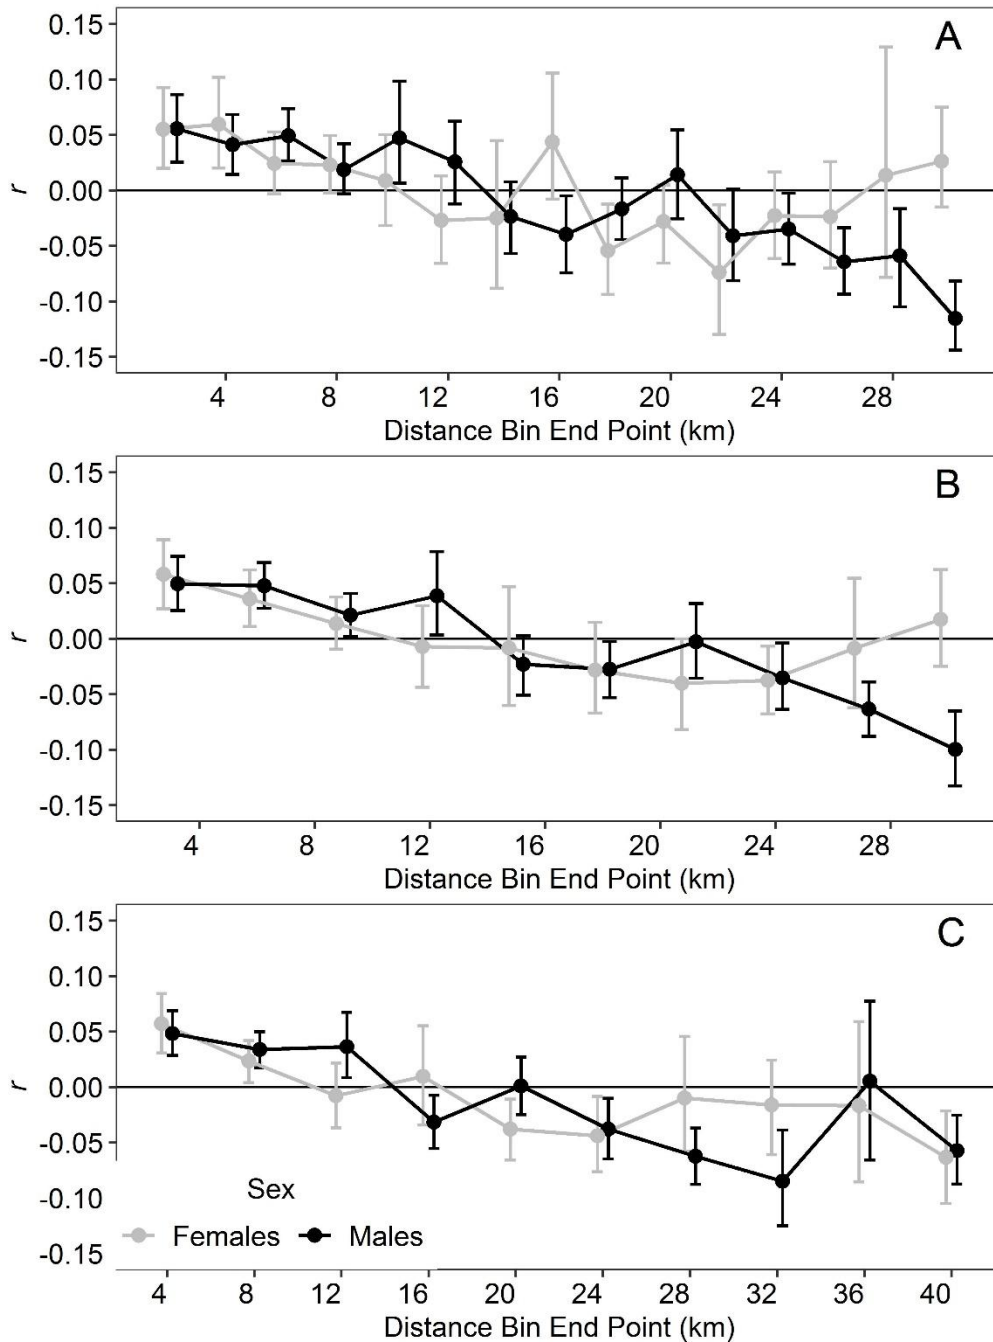 A
0.15
0.10
0.05
0.00
-0.05
-0.10
-0.15
r
4 8 12 16 20 24 28
Distance Bin End Point (km)
B
0.15
0.10
0.05
0.00
-0.05
-0.10
-0.15
r
4 8 12 16 20 24 28
Distance Bin End Point (km)
C
0.15
0.10
0.05
0.00
-0.05
-0.10
-0.15
r
Sex
Females Males
4 8 12 16 20 24 28 32 36 40
Distance Bin End Point (km)